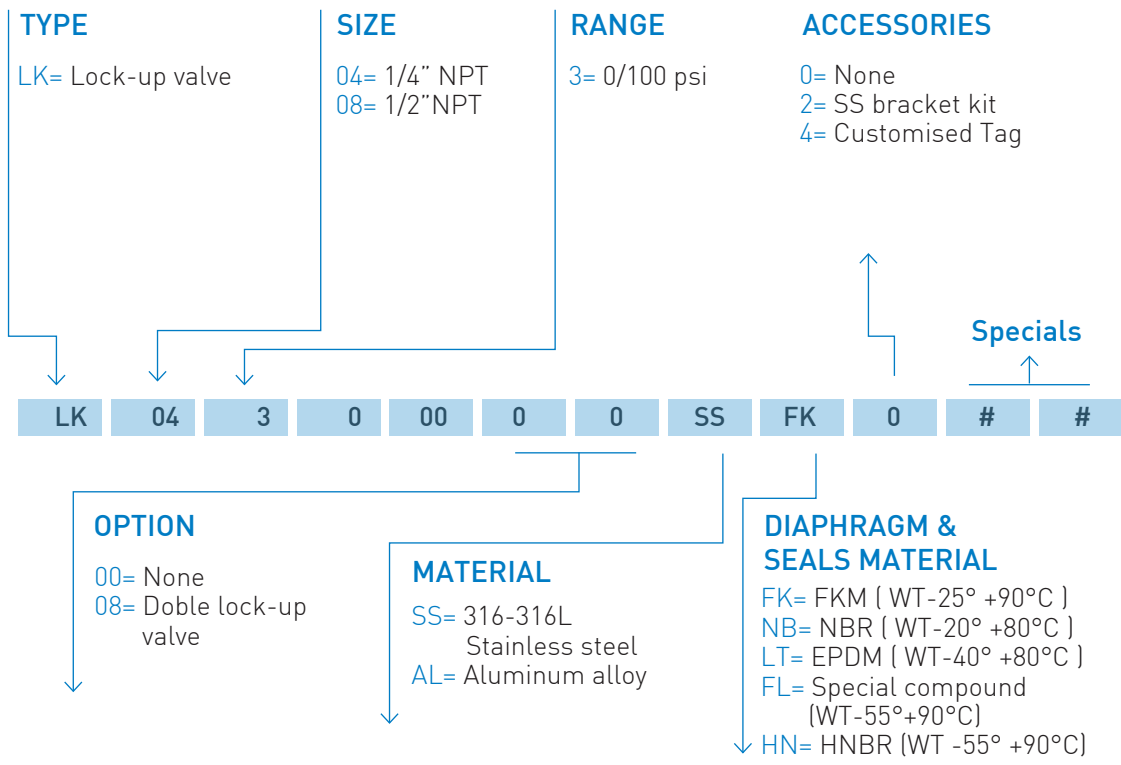 TYPE
LK= Lock-up valve
SIZE
04= 1/4” NPT
08= 1/2”NPT
RANGE
3= 0/100 psi
ACCESSORIES
0= None
2= SS bracket kit
4= Customised Tag
Specials
LK 04 3 0 00 0 0 SS FK 0 # #
OPTION
00= None
08= Doble lock-up
valve
MATERIAL
SS= 316-316L
Stainless steel
AL= Aluminum alloy
DIAPHRAGM &
SEALS MATERIAL
FK= FKM ( WT-25° +90°C )
NB= NBR ( WT-20° +80°C )
LT= EPDM ( WT-40° +80°C )
FL= Special compound
(WT-55°+90°C)
HN= HNBR (WT -55° +90°C)